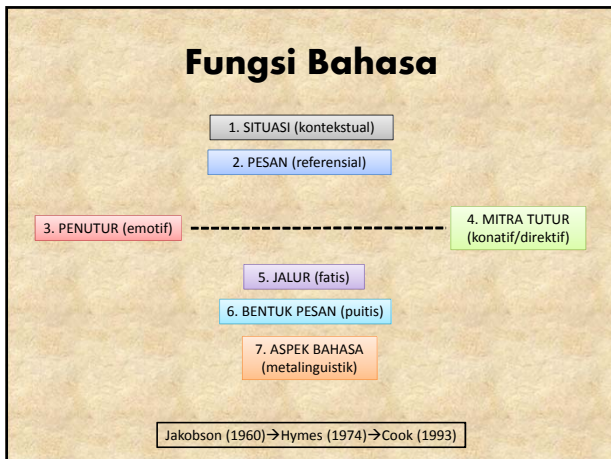 Fungsi Bahasa
1. SITUASI (kontekstual)
2. PESAN (referensial)
3. PENUTUR (emotif)
4. MITRA TUTUR
(konatif/direktif)
5. JALUR (fatis)
6. BENTUK PESAN (puitis)
7. ASPEK BAHASA
(metalinguistik)
Jakobson (1960)→Hymes (1974)→Cook (1993)